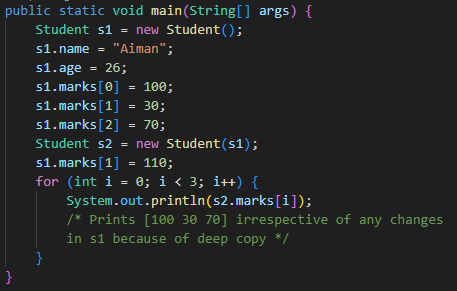 public static void main(String[] args) {
    Student s1 = new Student();
    s1.name = "Aiman";
    s1.age = 26;
    s1.marks[0] = 100;
    s1.marks[1] = 30;
    s1.marks[2] = 70;
    Student s2 = new Student(s1);
    s1.marks[1] = 110;
    for (int i = 0; i < 3; i++) {
        System.out.println(s2.marks[i]);
        /* Prints [100 30 70] irrespective of any changes
        in s1 because of deep copy */
    }
}